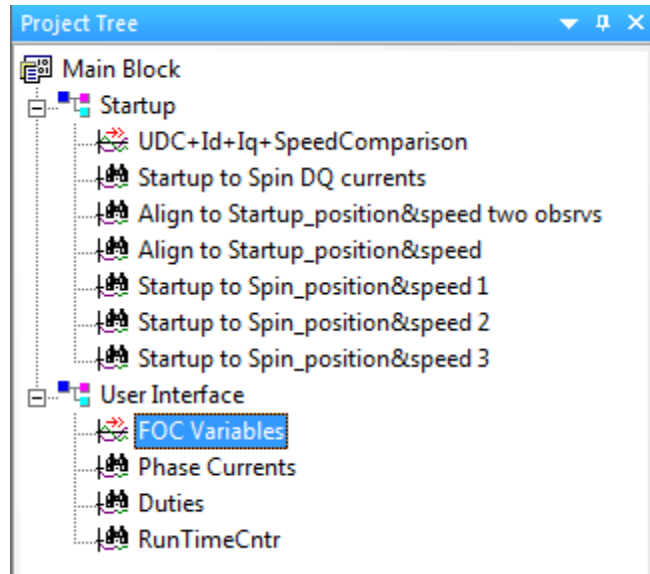 Project Tree
Main Block
Startup
UDC+Id+Iq+SpeedComparison
Startup to Spin DQ currents
Align to Startup_position&speed two obsrvs
Align to Startup_position&speed
Startup to Spin_position&speed 1
Startup to Spin_position&speed 2
Startup to Spin_position&speed 3
User Interface
FOC Variables
Phase Currents
Duties
RunTimeCntr